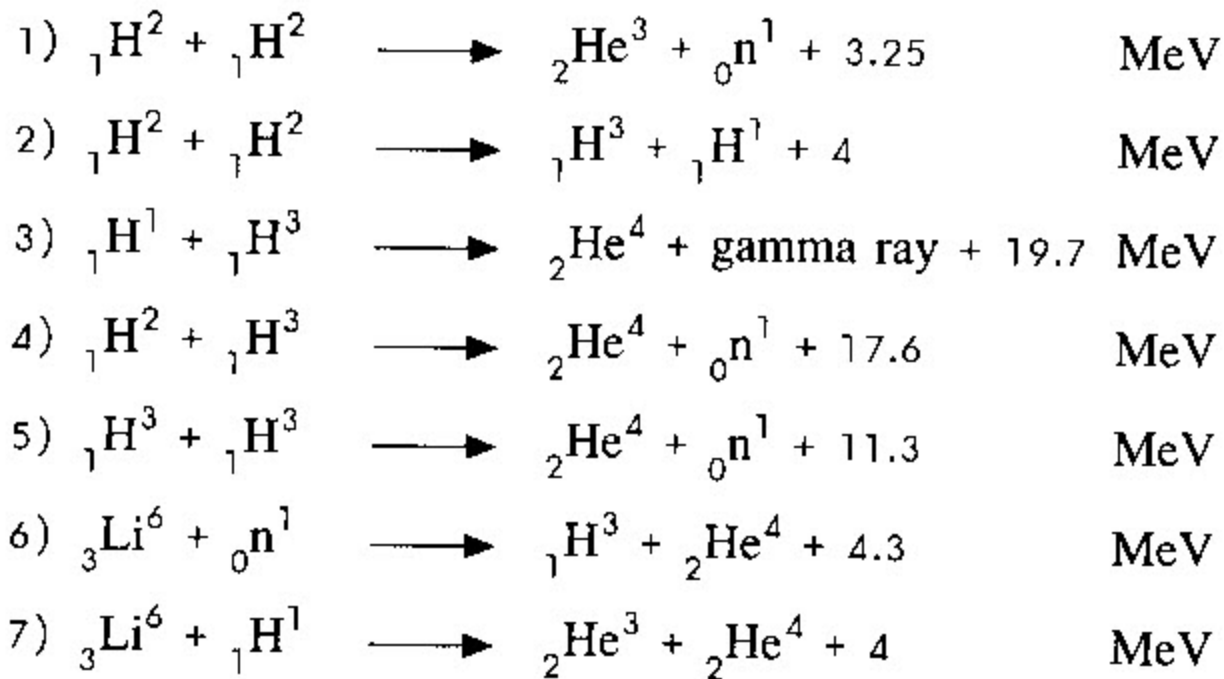 1) ₁H² + ₁H² ⟶ ₂He³ + ₀n¹ + 3.25 MeV
2) ₁H² + ₁H² ⟶ ₁H³ + ₁H¹ + 4 MeV
3) ₁H¹ + ₁H³ ⟶ ₂He⁴ + gamma ray + 19.7 MeV
4) ₁H² + ₁H³ ⟶ ₂He⁴ + ₀n¹ + 17.6 MeV
5) ₁H³ + ₁H³ ⟶ ₂He⁴ + ₀n¹ + 11.3 MeV
6) ₃Li⁶ + ₀n¹ ⟶ ₁H³ + ₂He⁴ + 4.3 MeV
7) ₃Li⁶ + ₁H¹ ⟶ ₂He³ + ₂He⁴ + 4 MeV